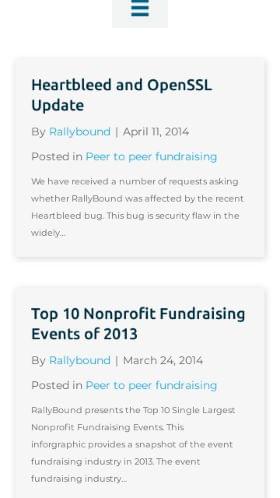 Heartbleed and OpenSSL
Update
By Rallybound | April 11, 2014
Posted in Peer to peer fundraising
We have received a number of requests asking
whether RallyBound was affected by the recent
Heartbleed bug. This bug is security flaw in the
widely...
Top 10 Nonprofit Fundraising
Events of 2013
By Rallybound | March 24, 2014
Posted in Peer to peer fundraising
RallyBound presents the Top 10 Single Largest
Nonprofit Fundraising Events. This
inforgraphic provides a snapshot of the event
fundraising industry in 2013. The event
fundraising industry...